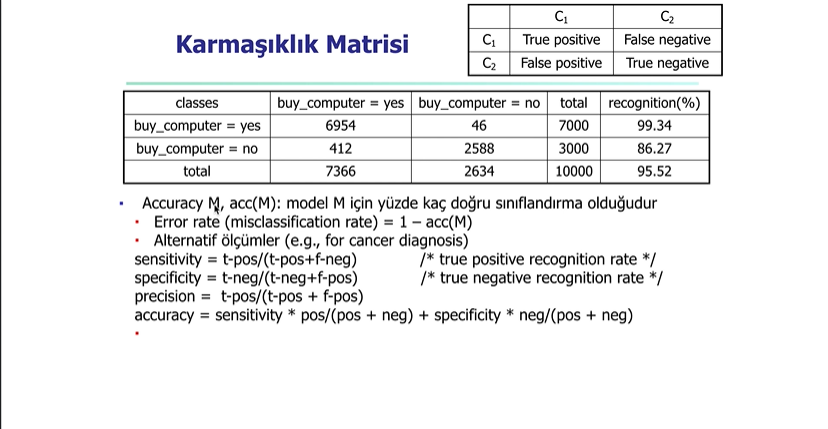 C₁ C₂
Karmaşıklık Matrisi
C₁ True positive False negative
C₂ False positive True negative
classes buy_computer = yes buy_computer = no total recognition(%)
buy_computer = yes 6954 46 7000 99.34
buy_computer = no 412 2588 3000 86.27
total 7366 2634 10000 95.52
• Accuracy M, acc(M): model M için yüzde kaç doğru sınıflandırma olduğudur
• Error rate (misclassification rate) = 1 – acc(M)
• Alternatif ölçümler (e.g., for cancer diagnosis)
sensitivity = t-pos/(t-pos+f-neg) /* true positive recognition rate */
specificity = t-neg/(t-neg+f-pos) /* true negative recognition rate */
precision = t-pos/(t-pos + f-pos)
accuracy = sensitivity * pos/(pos + neg) + specificity * neg/(pos + neg)